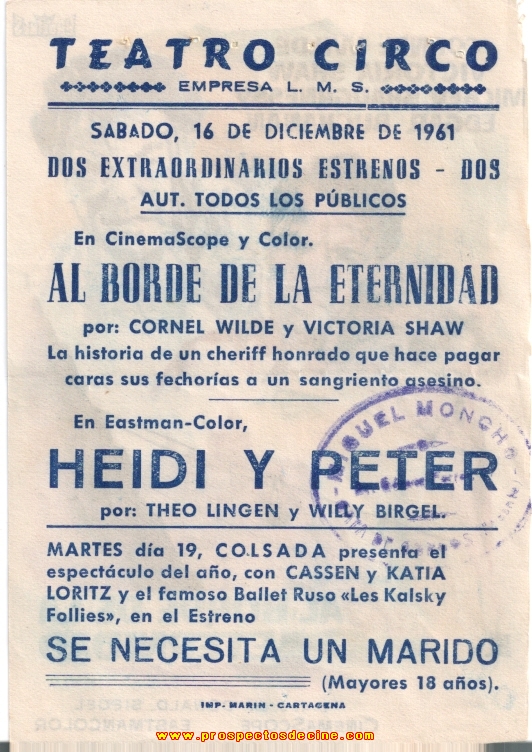 TEATRO CIRCO
EMPRESA L. M. S.
SABADO, 16 DE DICIEMBRE DE 1961
DOS EXTRAORDINARIOS ESTRENOS - DOS
AUT. TODOS LOS PÚBLICOS
En CinemaScope y Color.
AL BORDE DE LA ETERNIDAD
por: CORNEL WILDE y VICTORIA SHAW
La historia de un cheriff honrado que hace pagar
caras sus fechorías a un sangriento asesino.
En Eastman-Color,
HEIDI Y PETER
por: THEO LINGEN y WILLY BIRGEL.
MIGUEL MONCHO
MARTES día 19, COLSADA presenta el
espectáculo del año, con CASSEN y KATIA
LORITZ y el famoso Ballet Ruso «Les Kalsky
Follies», en el Estreno
SE NECESITA UN MARIDO
(Mayores 18 años).
IMP. MARIN - CARTAGENA
www.prospectosdecine.com